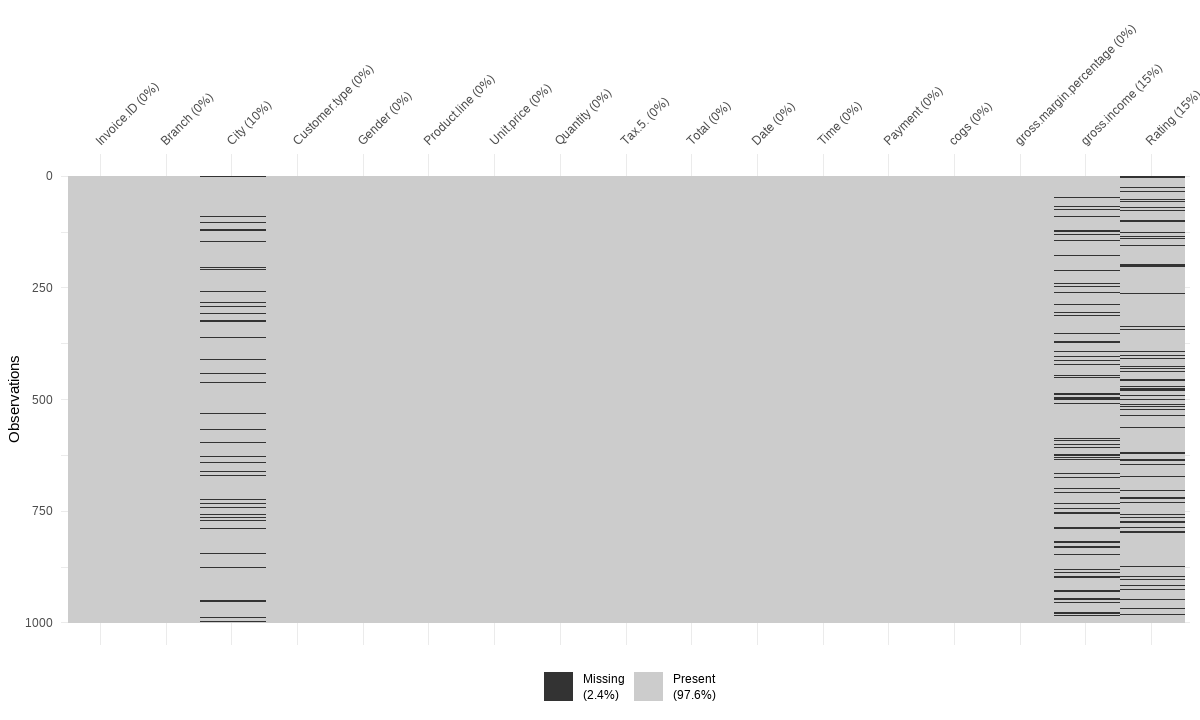 Invoice.ID (0%)
Branch (0%)
City (10%)
Customer.type (0%)
Gender (0%)
Product.line (0%)
Unit.price (0%)
Quantity (0%)
Tax.5. (0%)
Total (0%)
Date (0%)
Time (0%)
Payment (0%)
cogs (0%)
gross.margin.percentage (0%)
gross.income (15%)
Rating (15%)
0
250
500
750
1000
Observations
Missing
(2.4%)
Present
(97.6%)